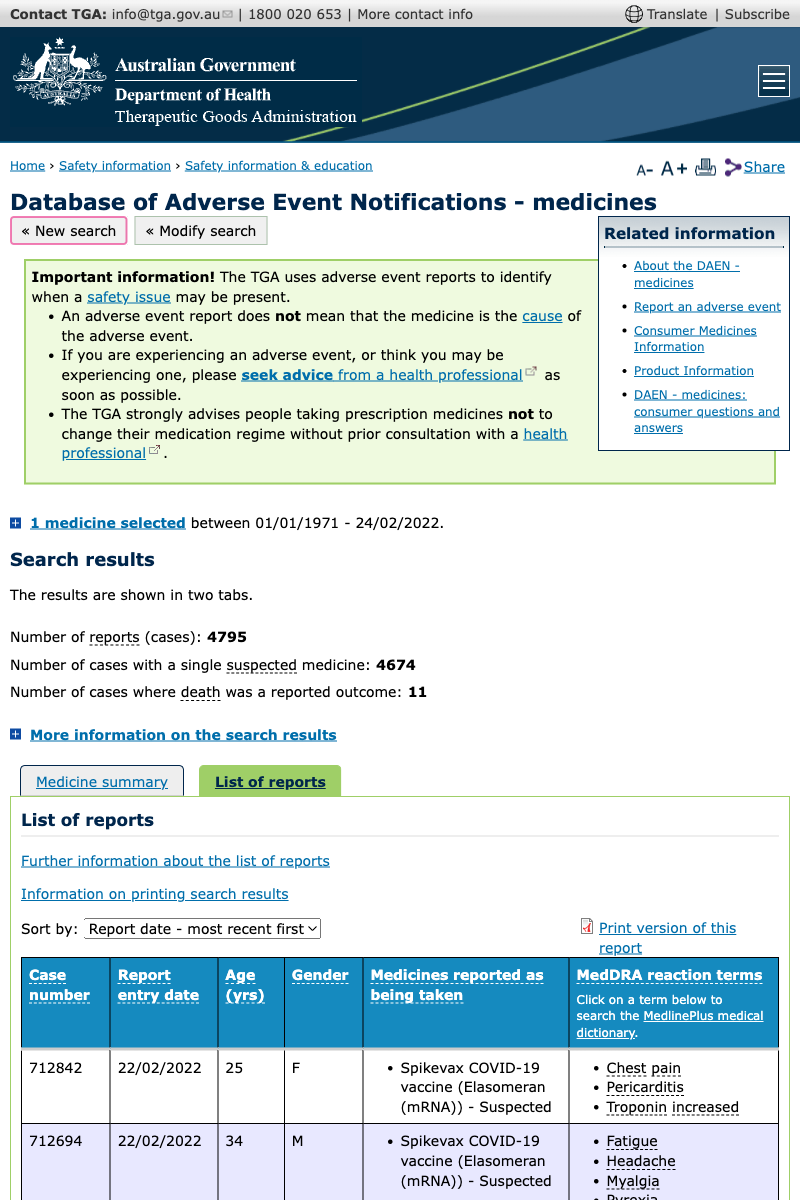 Contact TGA: info@tga.gov.au | 1800 020 653 | More contact info
Translate | Subscribe
Australian Government
Department of Health
Therapeutic Goods Administration
Home › Safety information › Safety information & education
A- A+ Share
Database of Adverse Event Notifications - medicines
« New search
« Modify search
Important information! The TGA uses adverse event reports to identify
when a safety issue may be present.
• An adverse event report does not mean that the medicine is the cause of
the adverse event.
• If you are experiencing an adverse event, or think you may be
experiencing one, please seek advice from a health professional as
soon as possible.
• The TGA strongly advises people taking prescription medicines not to
change their medication regime without prior consultation with a health
professional.
Related information
• About the DAEN -
medicines
• Report an adverse event
• Consumer Medicines
Information
• Product Information
• DAEN - medicines:
consumer questions and
answers
1 medicine selected between 01/01/1971 - 24/02/2022.
Search results
The results are shown in two tabs.
Number of reports (cases): 4795
Number of cases with a single suspected medicine: 4674
Number of cases where death was a reported outcome: 11
More information on the search results
Medicine summary
List of reports
List of reports
Further information about the list of reports
Information on printing search results
Sort by: Report date - most recent first
Print version of this
report
Case
number
Report
entry date
Age
(yrs)
Gender
Medicines reported as
being taken
MedDRA reaction terms
Click on a term below to
search the MedlinePlus medical
dictionary.
712842
22/02/2022
25
F
• Spikevax COVID-19
vaccine (Elasomeran
(mRNA)) - Suspected
• Chest pain
• Pericarditis
• Troponin increased
712694
22/02/2022
34
M
• Spikevax COVID-19
vaccine (Elasomeran
(mRNA)) - Suspected
• Fatigue
• Headache
• Myalgia
• Pyrexia